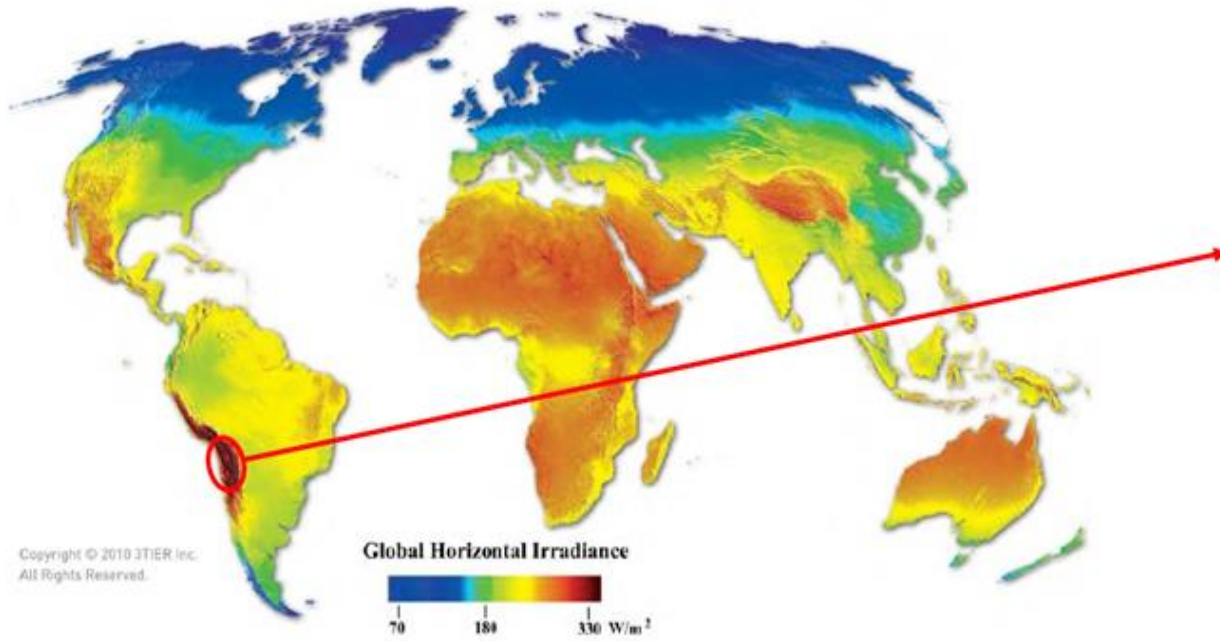 Copyright © 2010 3TIER Inc.
All Rights Reserved.
Global Horizontal Irradiance
70 180 330 W/m²